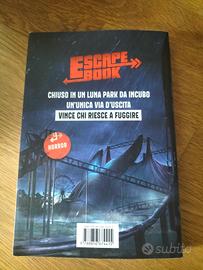 ESCAPE
BOOK
CHIUSO IN UN LUNA PARK DA INCUBO
UN'UNICA VIA D'USCITA
VINCE CHI RIESCE A FUGGIRE
HORROR
subito